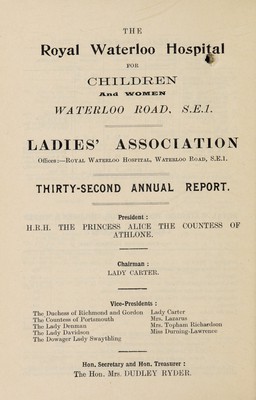 THE
Royal Waterloo Hospital
FOR
CHILDREN
And WOMEN
WATERLOO ROAD, S.E.1.
LADIES' ASSOCIATION
Offices:—Royal Waterloo Hospital, Waterloo Road, S.E.1.
THIRTY-SECOND ANNUAL REPORT.
President :
H.R.H. THE PRINCESS ALICE THE COUNTESS OF
ATHLONE.
Chairman :
LADY CARTER.
Vice-Presidents :
The Duchess of Richmond and Gordon
The Countess of Portsmouth
The Lady Denman
The Lady Davidson
The Dowager Lady Swaythling
Lady Carter
Mrs. Lazarus
Mrs. Topham Richardson
Miss Durning-Lawrence
Hon. Secretary and Hon. Treasurer :
The Hon. Mrs. DUDLEY RYDER.